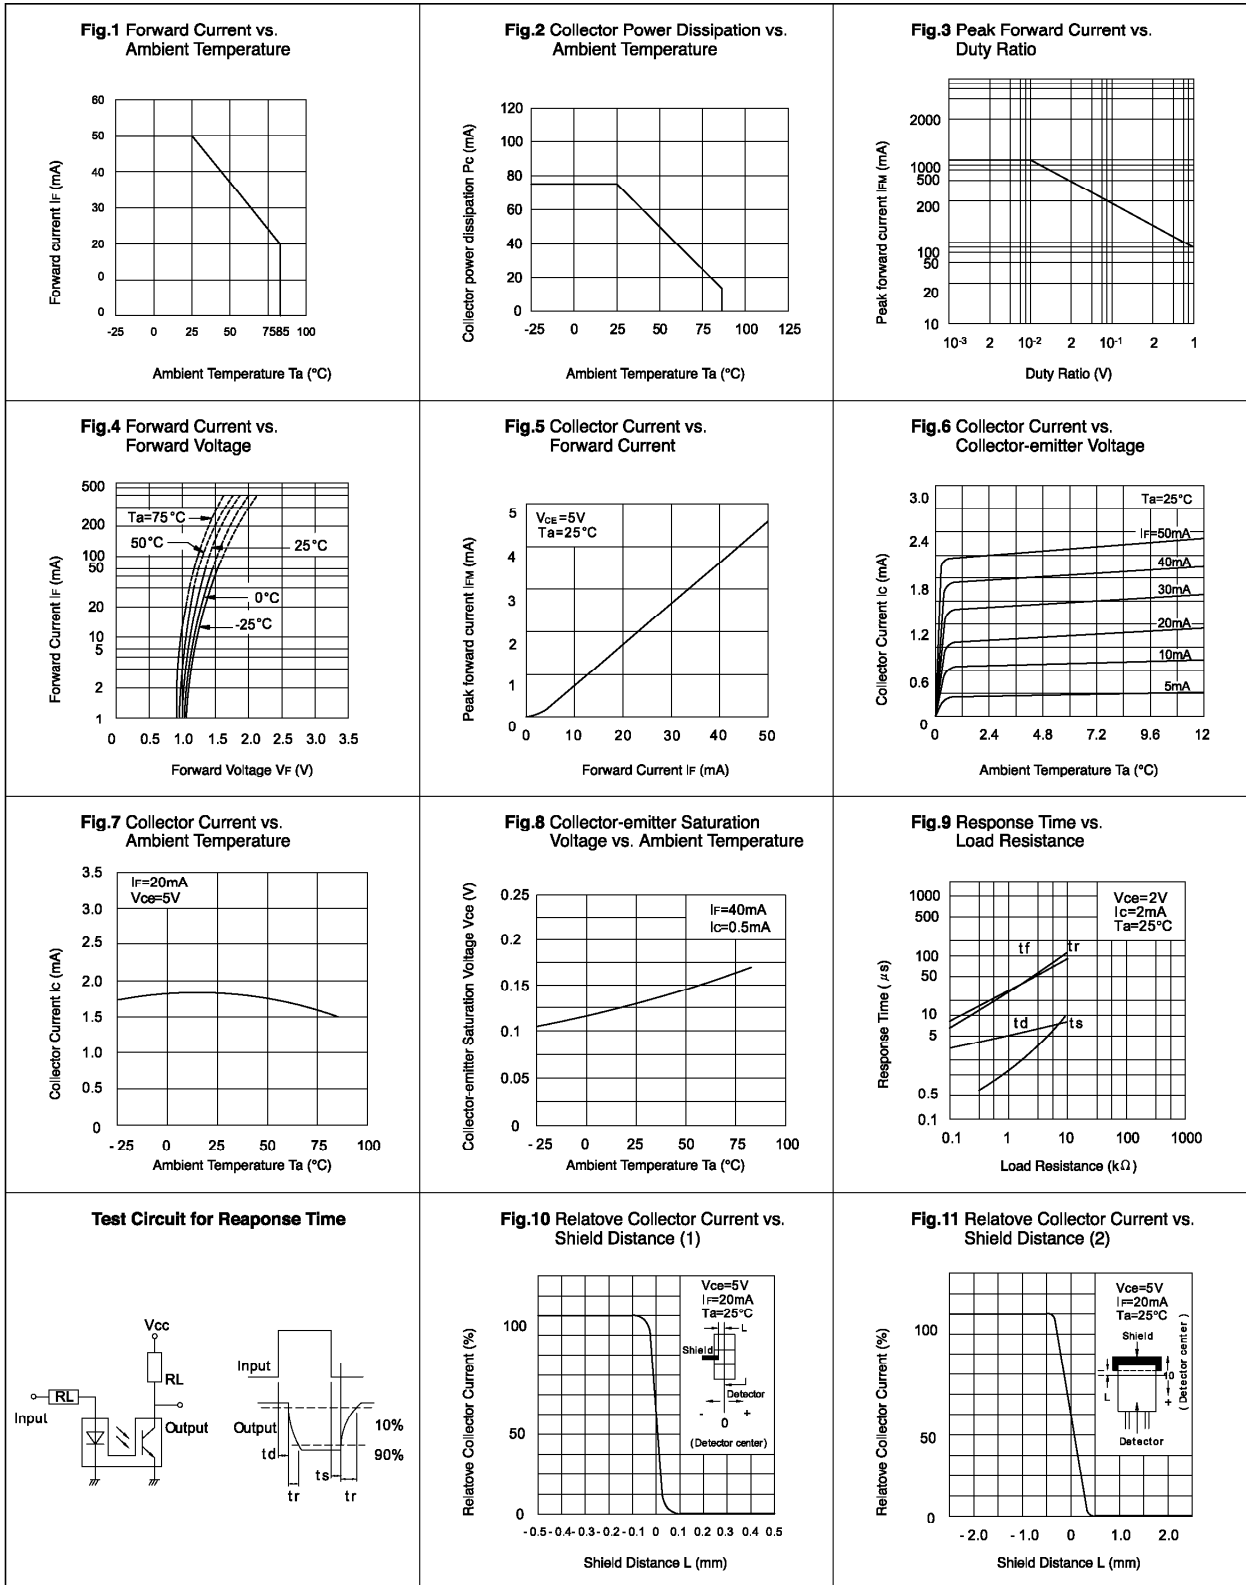 Fig.1 Forward Current vs.
Ambient Temperature
60
50
40
30
20
0
0
Forward current IF (mA)
-25 0 25 50 7585 100
Ambient Temperature Ta (°C)
Fig.2 Collector Power Dissipation vs.
Ambient Temperature
120
100
80
60
40
20
0
Collector power dissipation Pc (mA)
-25 0 25 50 75 100 125
Ambient Temperature Ta (°C)
Fig.3 Peak Forward Current vs.
Duty Ratio
2000
1000
500
200
100
50
20
10
Peak forward current IFM (mA)
10-3 2 10-2 2 10-1 2 1
Duty Ratio (V)
Fig.4 Forward Current vs.
Forward Voltage
500
200
100
50
20
10
5
2
1
Forward Current IF (mA)
Ta=75°C
50°C
25°C
0°C
-25°C
0 0.5 1.0 1.5 2.0 3.0 3.5
Forward Voltage VF (V)
Fig.5 Collector Current vs.
Forward Current
5
4
3
2
1
0
Peak forward current IFM (mA)
VCE=5V
Ta=25°C
0 10 20 30 40 50
Forward Current IF (mA)
Fig.6 Collector Current vs.
Collector-emitter Voltage
3.0
2.4
1.8
1.2
0.6
0
Collector Current Ic (mA)
Ta=25°C
IF=50mA
40mA
30mA
20mA
10mA
5mA
0 2.4 4.8 7.2 9.6 12
Ambient Temperature Ta (°C)
Fig.7 Collector Current vs.
Ambient Temperature
3.5
3.0
2.5
2.0
1.5
1.0
0.5
0
Collector Current Ic (mA)
IF=20mA
Vce=5V
- 25 0 25 50 75 100
Ambient Temperature Ta (°C)
Fig.8 Collector-emitter Saturation
Voltage vs. Ambient Temperature
0.25
0.2
0.15
0.1
0.05
0
Collector-emitter Saturation Voltage Vce (V)
IF=40mA
Ic=0.5mA
- 25 0 25 50 75 100
Ambient Temperature Ta (°C)
Fig.9 Response Time vs.
Load Resistance
1000
500
100
50
10
5
0.5
0.1
Response Time ( μs)
Vce=2V
Ic=2mA
Ta=25°C
tf tr
td ts
0.1 1 10 100 1000
Load Resistance (kΩ)
Test Circuit for Reaponse Time
Vcc
RL
RL
Input
Output
Input
Output
10%
90%
td
ts
tr tr
Fig.10 Relatove Collector Current vs.
Shield Distance (1)
100
50
0
Relatove Collector Current (%)
Vce=5V
IF=20mA
Ta=25°C
L
Shield
Detector
- 0 +
(Detector center)
- 0.5 - 0.4 - 0.3 - 0.2 - 0.1 0 0.1 0.2 0.3 0.4 0.5
Shield Distance L (mm)
Fig.11 Relatove Collector Current vs.
Shield Distance (2)
100
50
0
Relatove Collector Current (%)
Vce=5V
IF=20mA
Ta=25°C
Shield
L
10
+
( Detector center )
Detector
- 2.0 - 1.0 0 1.0 2.0
Shield Distance L (mm)